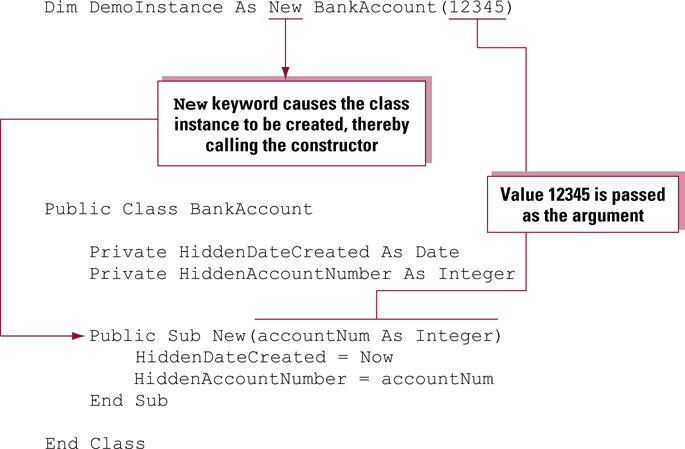 Dim DemoInstance As New BankAccount(12345)
New keyword causes the class
instance to be created, thereby
calling the constructor
Value 12345 is passed
as the argument
Public Class BankAccount
Private HiddenDateCreated As Date
Private HiddenAccountNumber As Integer
Public Sub New(accountNum As Integer)
HiddenDateCreated = Now
HiddenAccountNumber = accountNum
End Sub
End Class